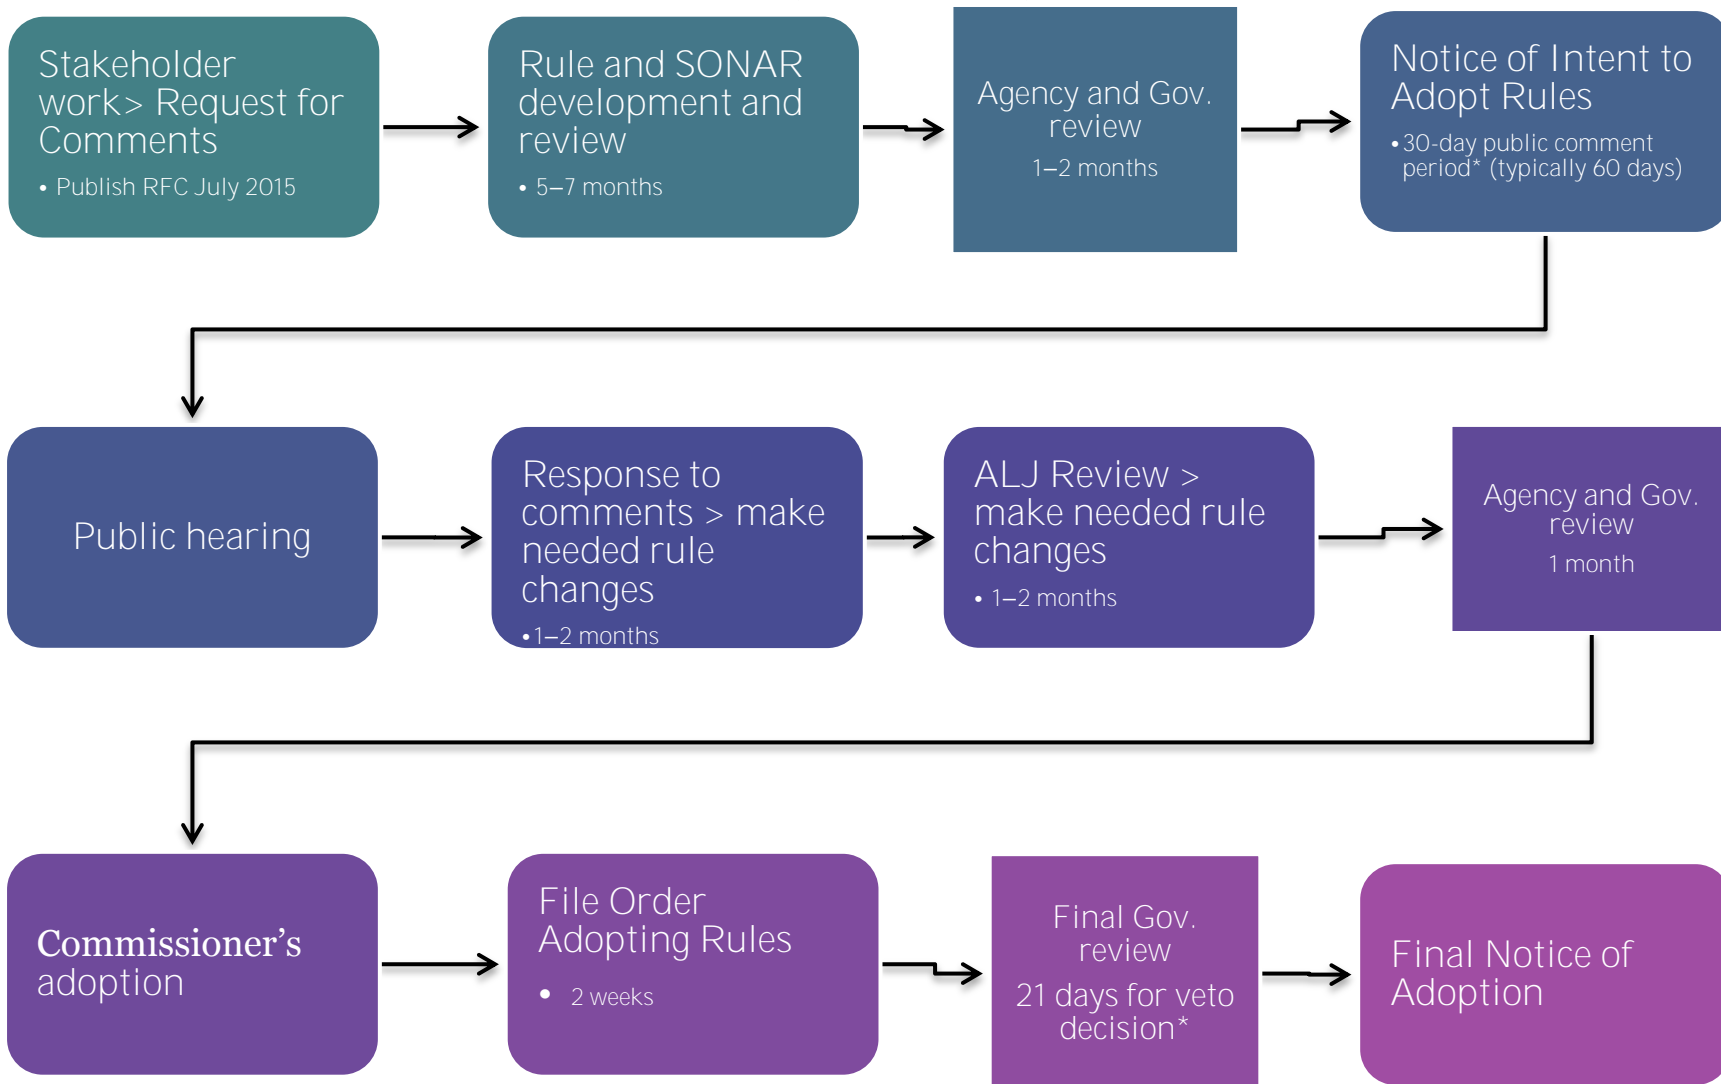 Stakeholder
work> Request for
Comments
• Publish RFC July 2015
Rule and SONAR
development and
review
• 5–7 months
Agency and Gov.
review
1–2 months
Notice of Intent to
Adopt Rules
• 30-day public comment
period* (typically 60 days)
Public hearing
Response to
comments > make
needed rule
changes
• 1–2 months
ALJ Review >
make needed rule
changes
• 1–2 months
Agency and Gov.
review
1 month
Commissioner’s
adoption
File Order
Adopting Rules
• 2 weeks
Final Gov.
review
21 days for veto
decision*
Final Notice of
Adoption